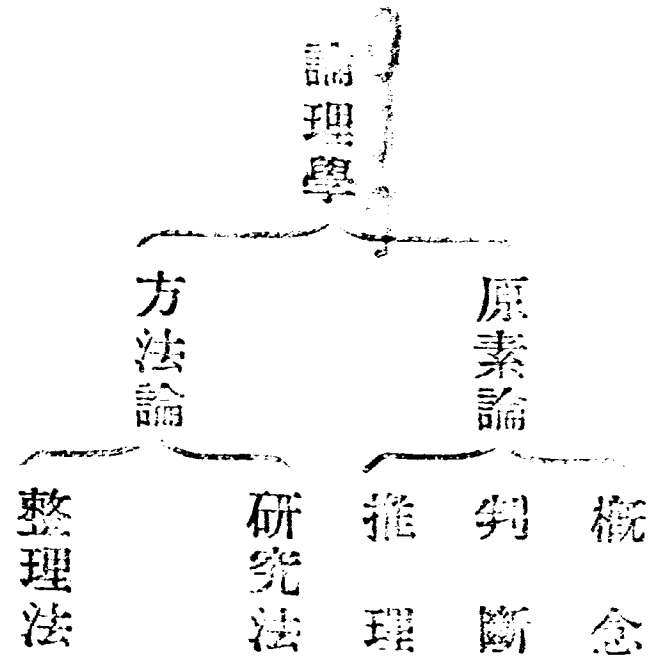 論理學
原素論
方法論
概念
判斷
推理
研究法
整理法